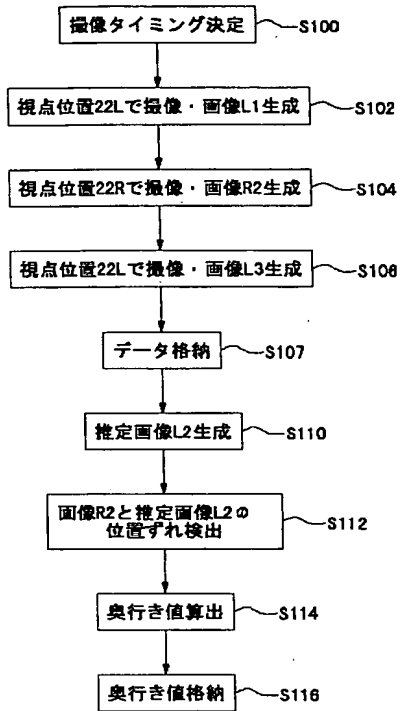 撮像タイミング決定 S100
視点位置22Lで撮像・画像L1生成 S102
視点位置22Rで撮像・画像R2生成 S104
視点位置22Lで撮像・画像L3生成 S106
データ格納 S107
推定画像L2生成 S110
画像R2と推定画像L2の
位置ずれ検出 S112
奥行き値算出 S114
奥行き値格納 S116